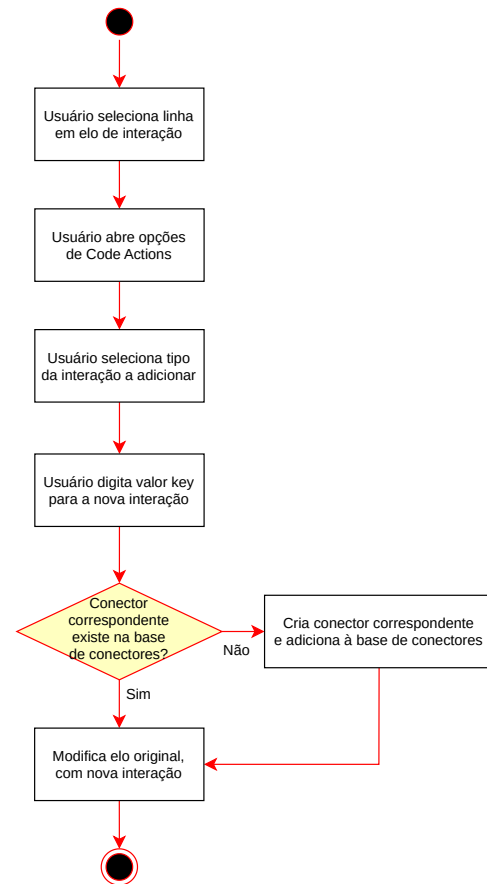 Usuário seleciona linha
em elo de interação
Usuário abre opções
de Code Actions
Usuário seleciona tipo
da interação a adicionar
Usuário digita valor key
para a nova interação
Conector
correspondente
existe na base
de conectores?
Não
Cria conector correspondente
e adiciona à base de conectores
Sim
Modifica elo original,
com nova interação